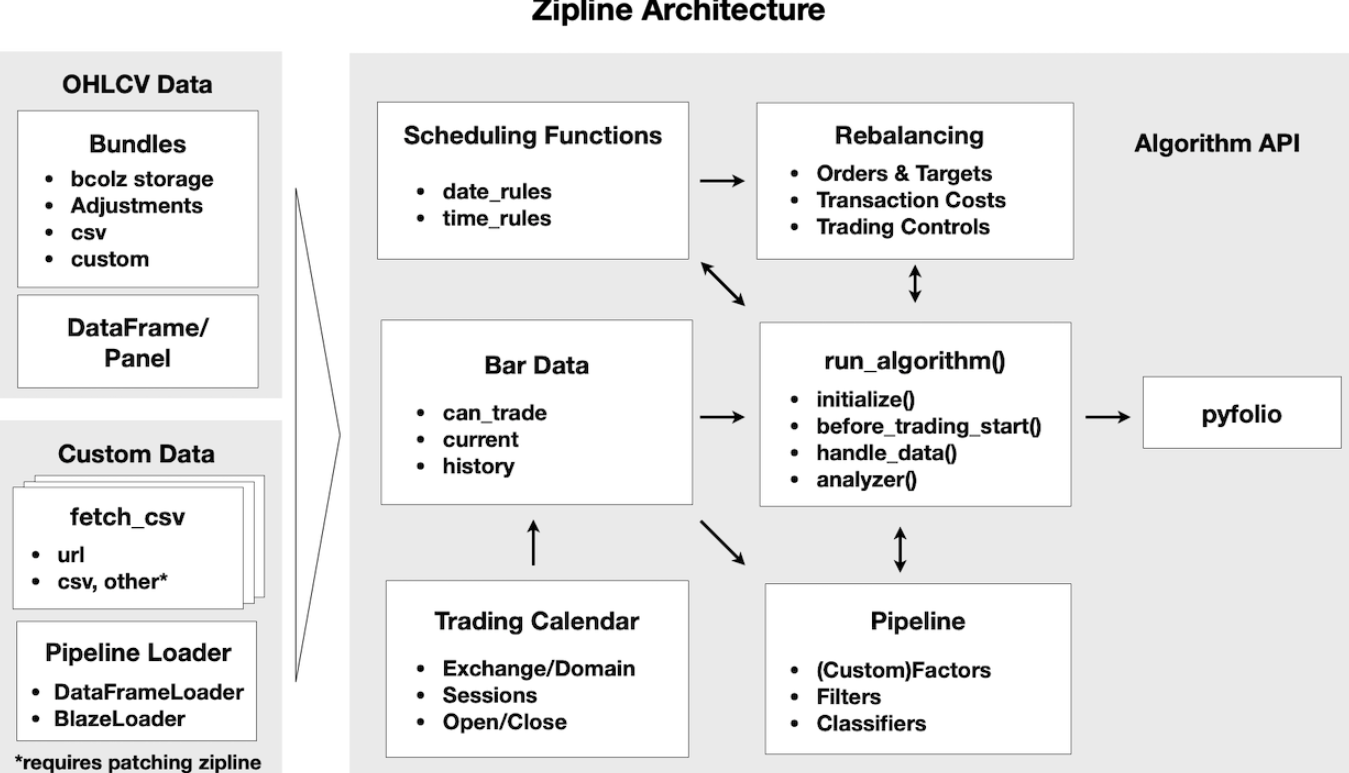 Zipline Architecture
OHLCV Data
Bundles
• bcolz storage
• Adjustments
• csv
• custom
DataFrame/
Panel
Custom Data
fetch_csv
• url
• csv, other*
Pipeline Loader
• DataFrameLoader
• BlazeLoader
*requires patching zipline
Scheduling Functions
• date_rules
• time_rules
Rebalancing
• Orders & Targets
• Transaction Costs
• Trading Controls
Algorithm API
Bar Data
• can_trade
• current
• history
run_algorithm()
• initialize()
• before_trading_start()
• handle_data()
• analyzer()
pyfolio
Trading Calendar
• Exchange/Domain
• Sessions
• Open/Close
Pipeline
• (Custom)Factors
• Filters
• Classifiers